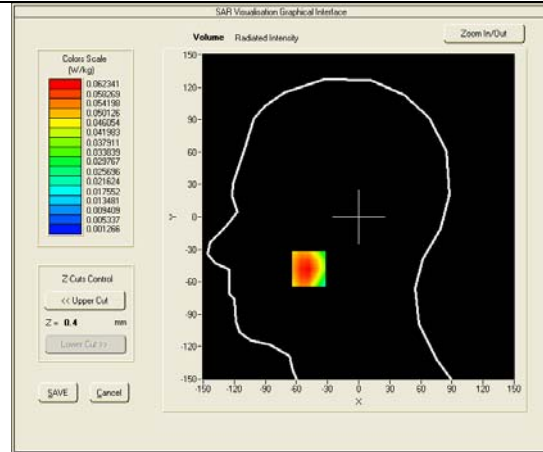 SAR Visualisation Graphical Interface
Volume Radiated Intensity
Zoom In/Out
Colors Scale
(W/kg)
0.062341
0.058269
0.054198
0.050126
0.046054
0.041983
0.037911
0.033839
0.029767
0.025696
0.021624
0.017552
0.013481
0.009409
0.005337
0.001266
Z Cuts Control
<< Upper Cut
Z = 0.4 mm
Lower Cut >>
SAVE Cancel
150
120
90
60
30
0
-30
-60
-90
-120
-150
Y
-150 -120 -90 -60 -30 0 30 60 90 120 150
X